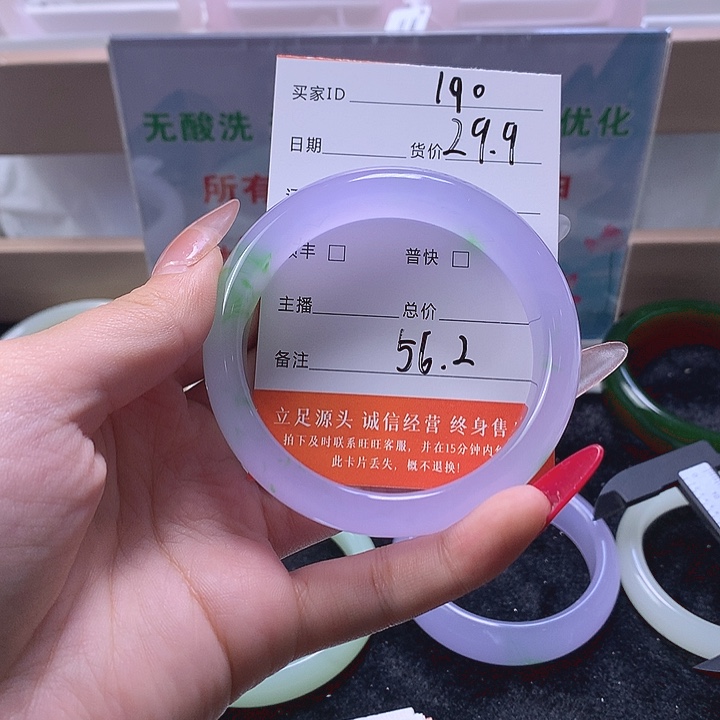 买家ID 190
无酸洗 优化
日期 货价 29.9
所有
顺丰 □ 普快 □
主播 总价
备注 56.2
立足源头 诚信经营 终身售
拍下及时联系旺旺客服，并在15分钟内
此卡片丢失，概不退换！